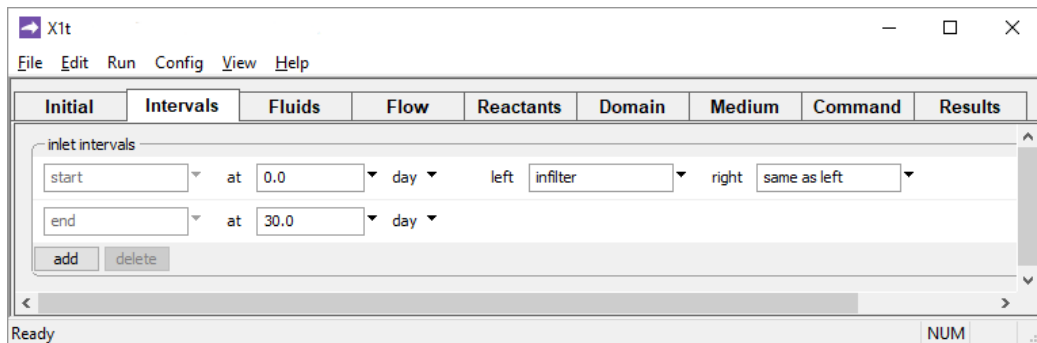 X1t
File Edit Run Config View Help
Initial Intervals Fluids Flow Reactants Domain Medium Command Results
inlet intervals
start at 0.0 day left infilter right same as left
end at 30.0 day
add delete
Ready NUM